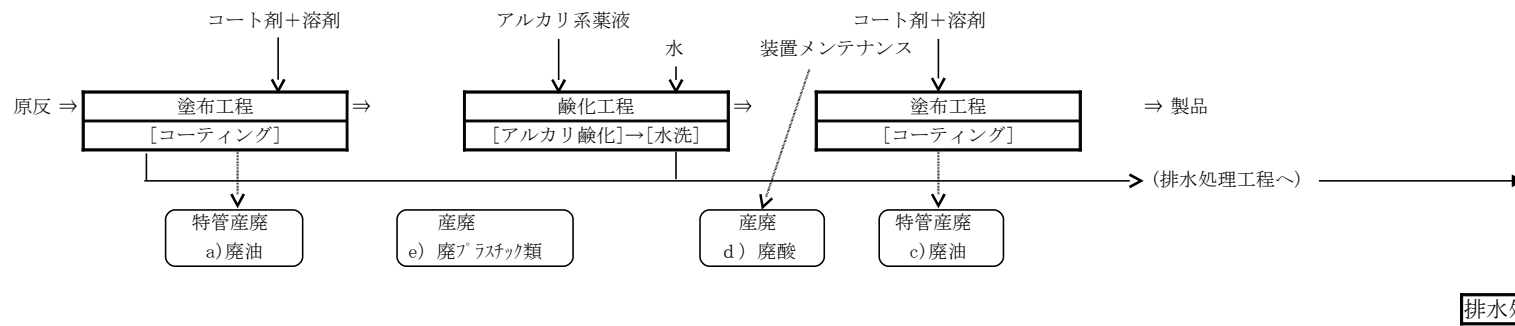 コート剤＋溶剤
アルカリ系薬液
コート剤＋溶剤
水
装置メンテナンス
原反 ⇒
塗布工程
⇒
鹸化工程
⇒
塗布工程
⇒ 製品
[コーティング]
[アルカリ鹸化]→[水洗]
[コーティング]
(排水処理工程へ)
特管産廃
産廃
産廃
特管産廃
a)廃油
e) 廃ﾌﾟﾗｽﾁｯｸ類
d) 廃酸
c)廃油
排水